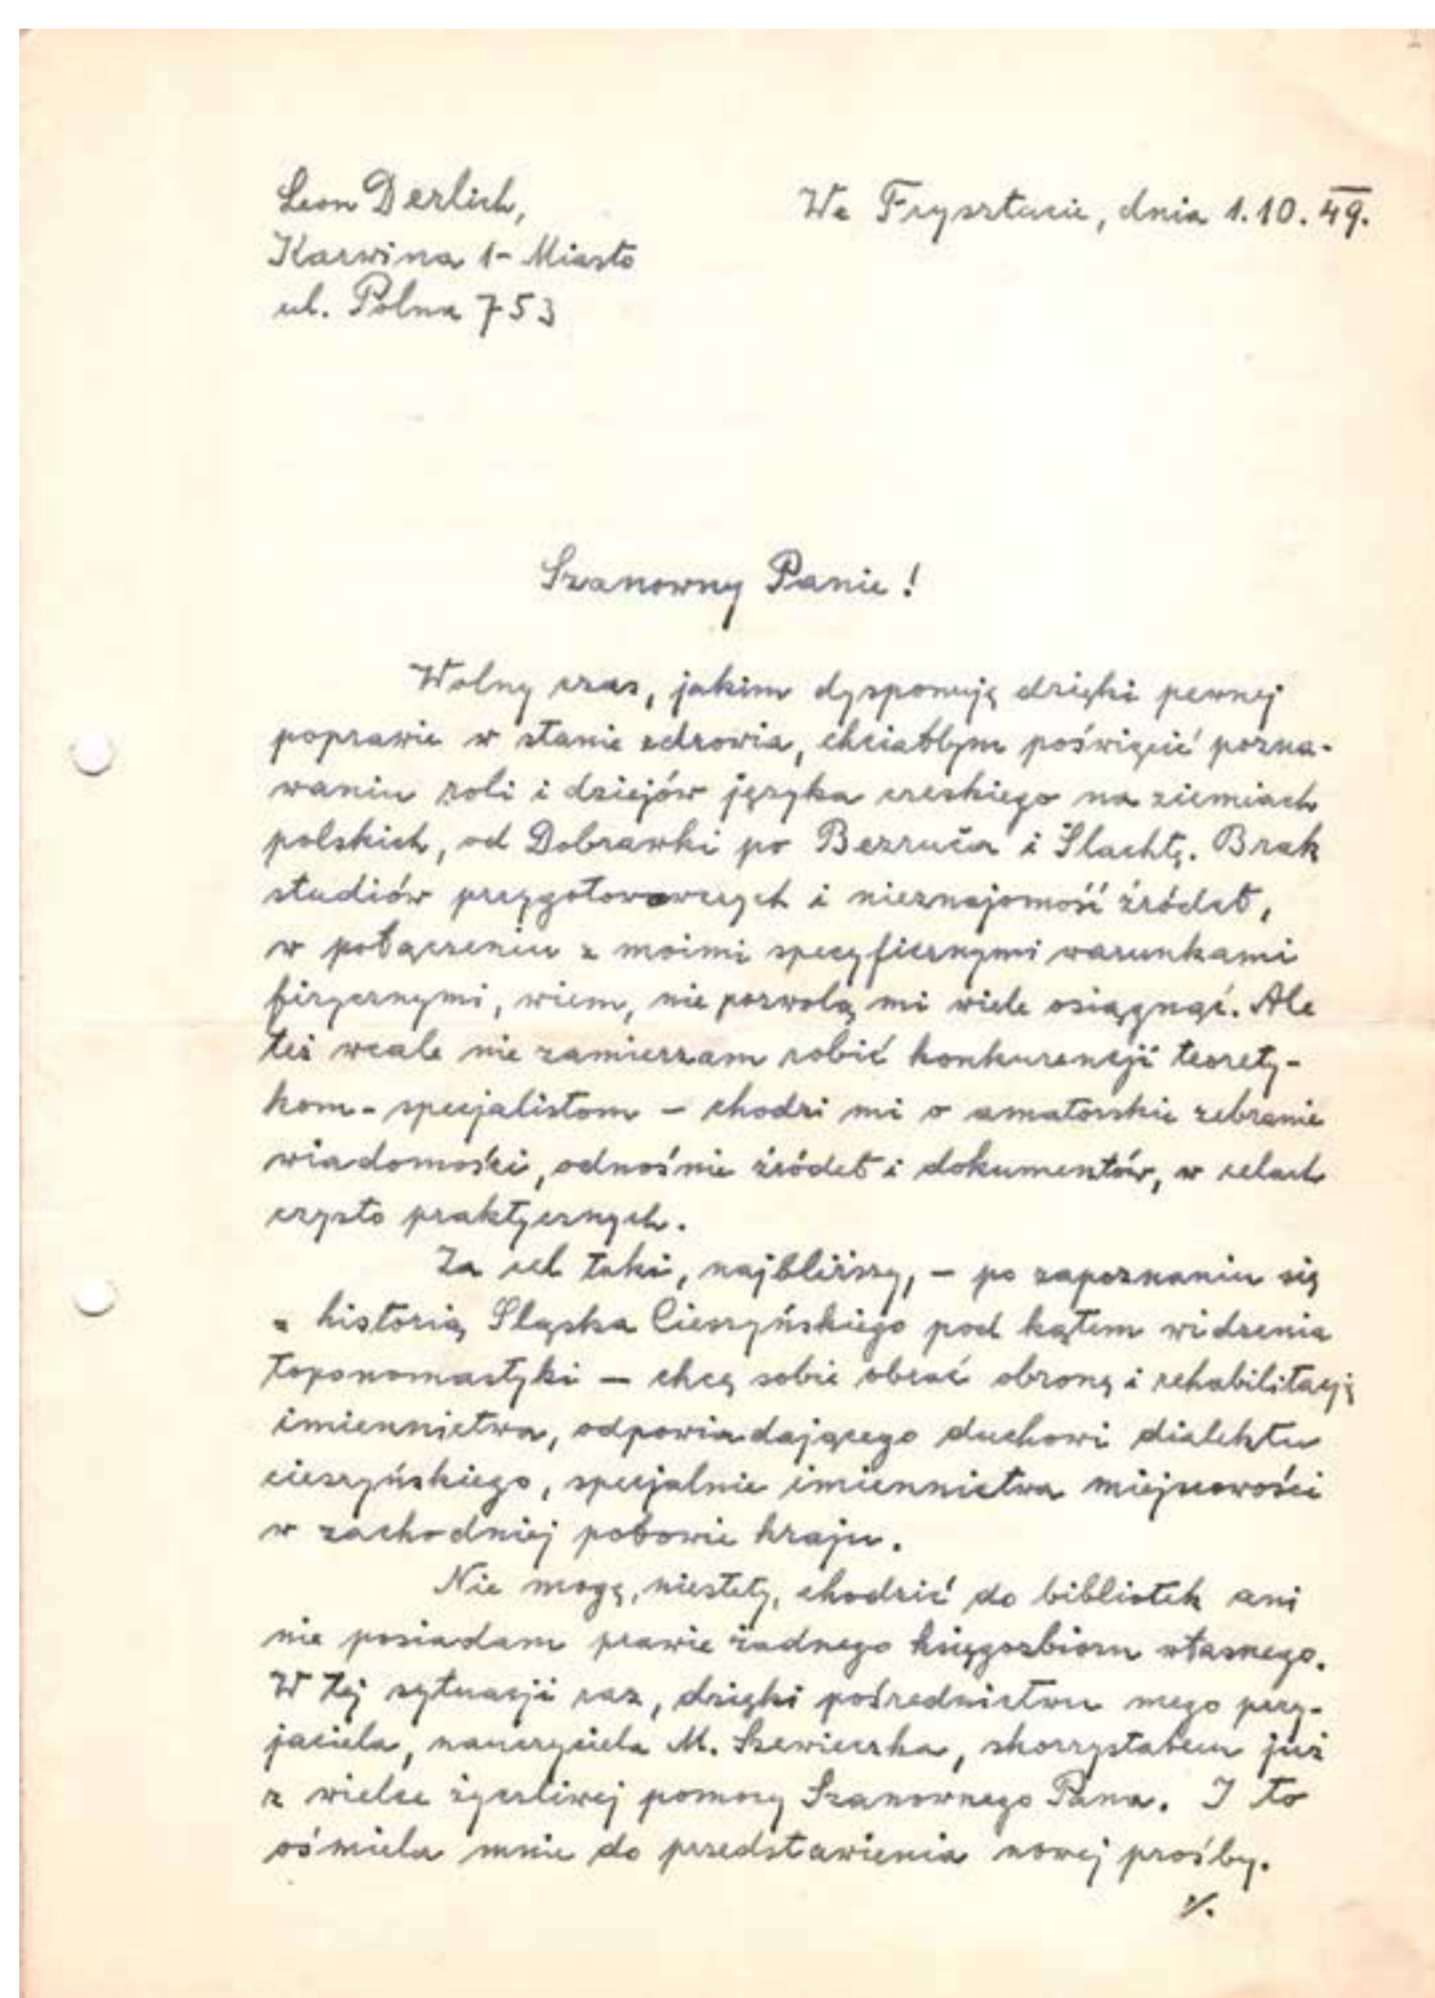 Leon Derlich,
We Frysztacie, dnia 1.10.49.
Karwina 1- Miasto
ul. Polna 753
Szanowny Panie!
Wolny czas, jakim dysponuję dzięki pewnej
poprawie w stanie zdrowia, chciałbym poświęcić pozna-
waniu roli i dziejów języka czeskiego na ziemiach
polskich, od Dobrawki po Bezruča i Šlachtę. Brak
studiów przygotowawczych i nieznajomość źródeł,
w połączeniu z moimi specyficznymi warunkami
fizycznymi, wiem, nie pozwolą mi wiele osiągnąć. Ale
też wcale nie zamierzam robić konkurencji teorety-
kom-specjalistom – chodzi mi o amatorskie zebranie
wiadomości, odnośnie źródeł i dokumentów, w celach
czysto praktycznych.
Za cel taki, najbliższy, – po zapoznaniu się
z historią Śląska Cieszyńskiego pod kątem widzenia
toponomastyki – chcę sobie obrać obronę i rehabilitację
imiennictwa, odpowiadającego duchowi dialektu
cieszyńskiego, specjalnie imiennictwa miejscowości
w zachodniej połowie kraju.
Nie mogę, niestety, chodzić do bibliotek ani
nie posiadam prawie żadnego księgozbioru własnego.
W tej sytuacji raz, dzięki pośrednictwu mego przy-
jaciela, nauczyciela M. Szewieczka, skorzystałem już
z wielce życzliwej pomocy Szanownego Pana. I to
ośmiela mnie do przedstawienia nowej prośby.
·/.